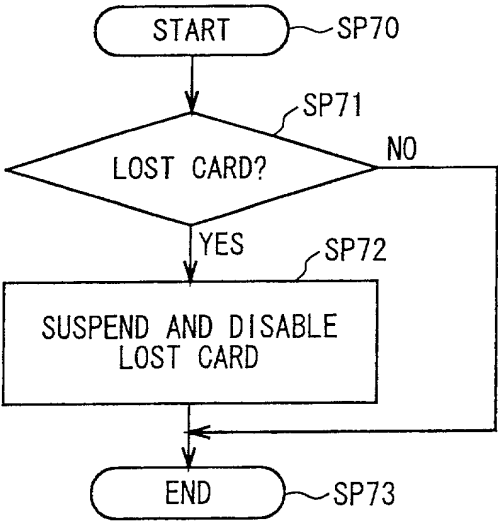 START
SP70
SP71
LOST CARD?
NO
YES
SP72
SUSPEND AND DISABLE
LOST CARD
END
SP73